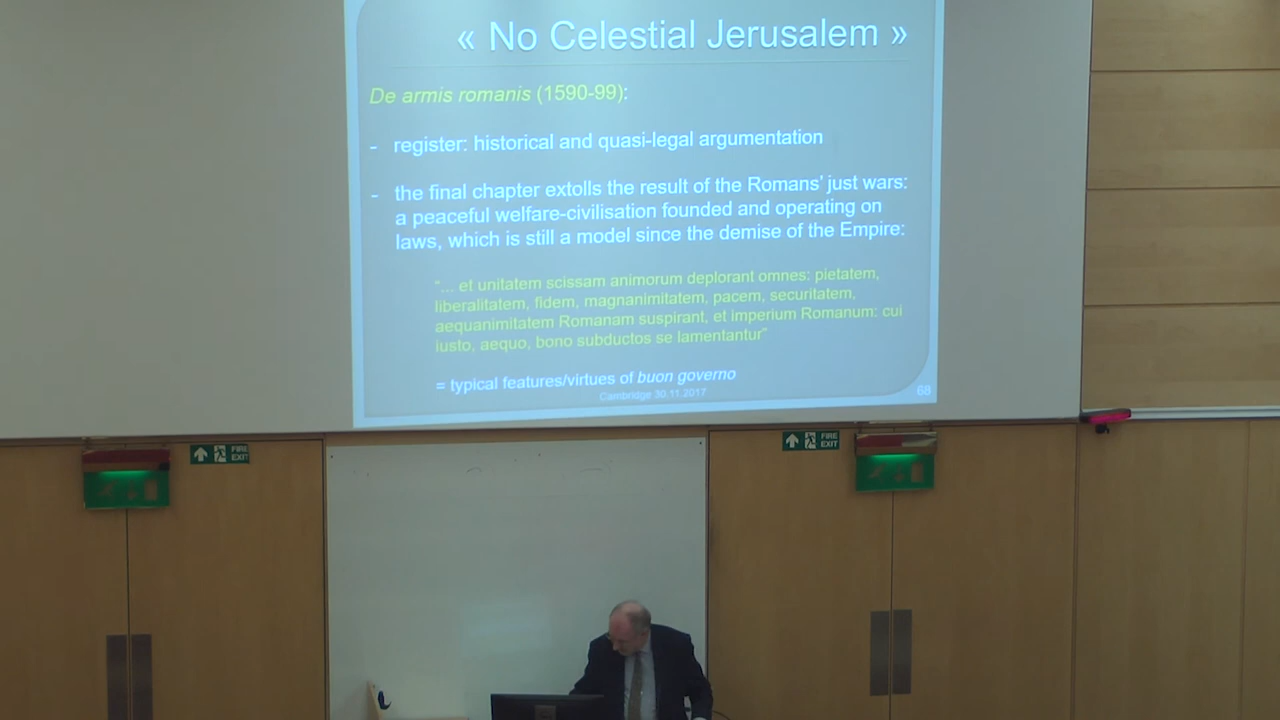 « No Celestial Jerusalem »
De armis romanis (1590-99):
- register: historical and quasi-legal argumentation
- the final chapter extolls the result of the Romans' just wars:
a peaceful welfare-civilisation founded and operating on
laws, which is still a model since the demise of the Empire:
"... et unitatem scissam animorum deplorant omnes: pietatem,
liberalitatem, fidem, magnanimitatem, pacem, securitatem,
aequanimitatem Romanam suspirant, et imperium Romanum: cui
iusto, aequo, bono subductos se lamentantur"
= typical features/virtues of buon governo
Cambridge 30.11.2017
68
FIRE
EXIT
FIRE
EXIT